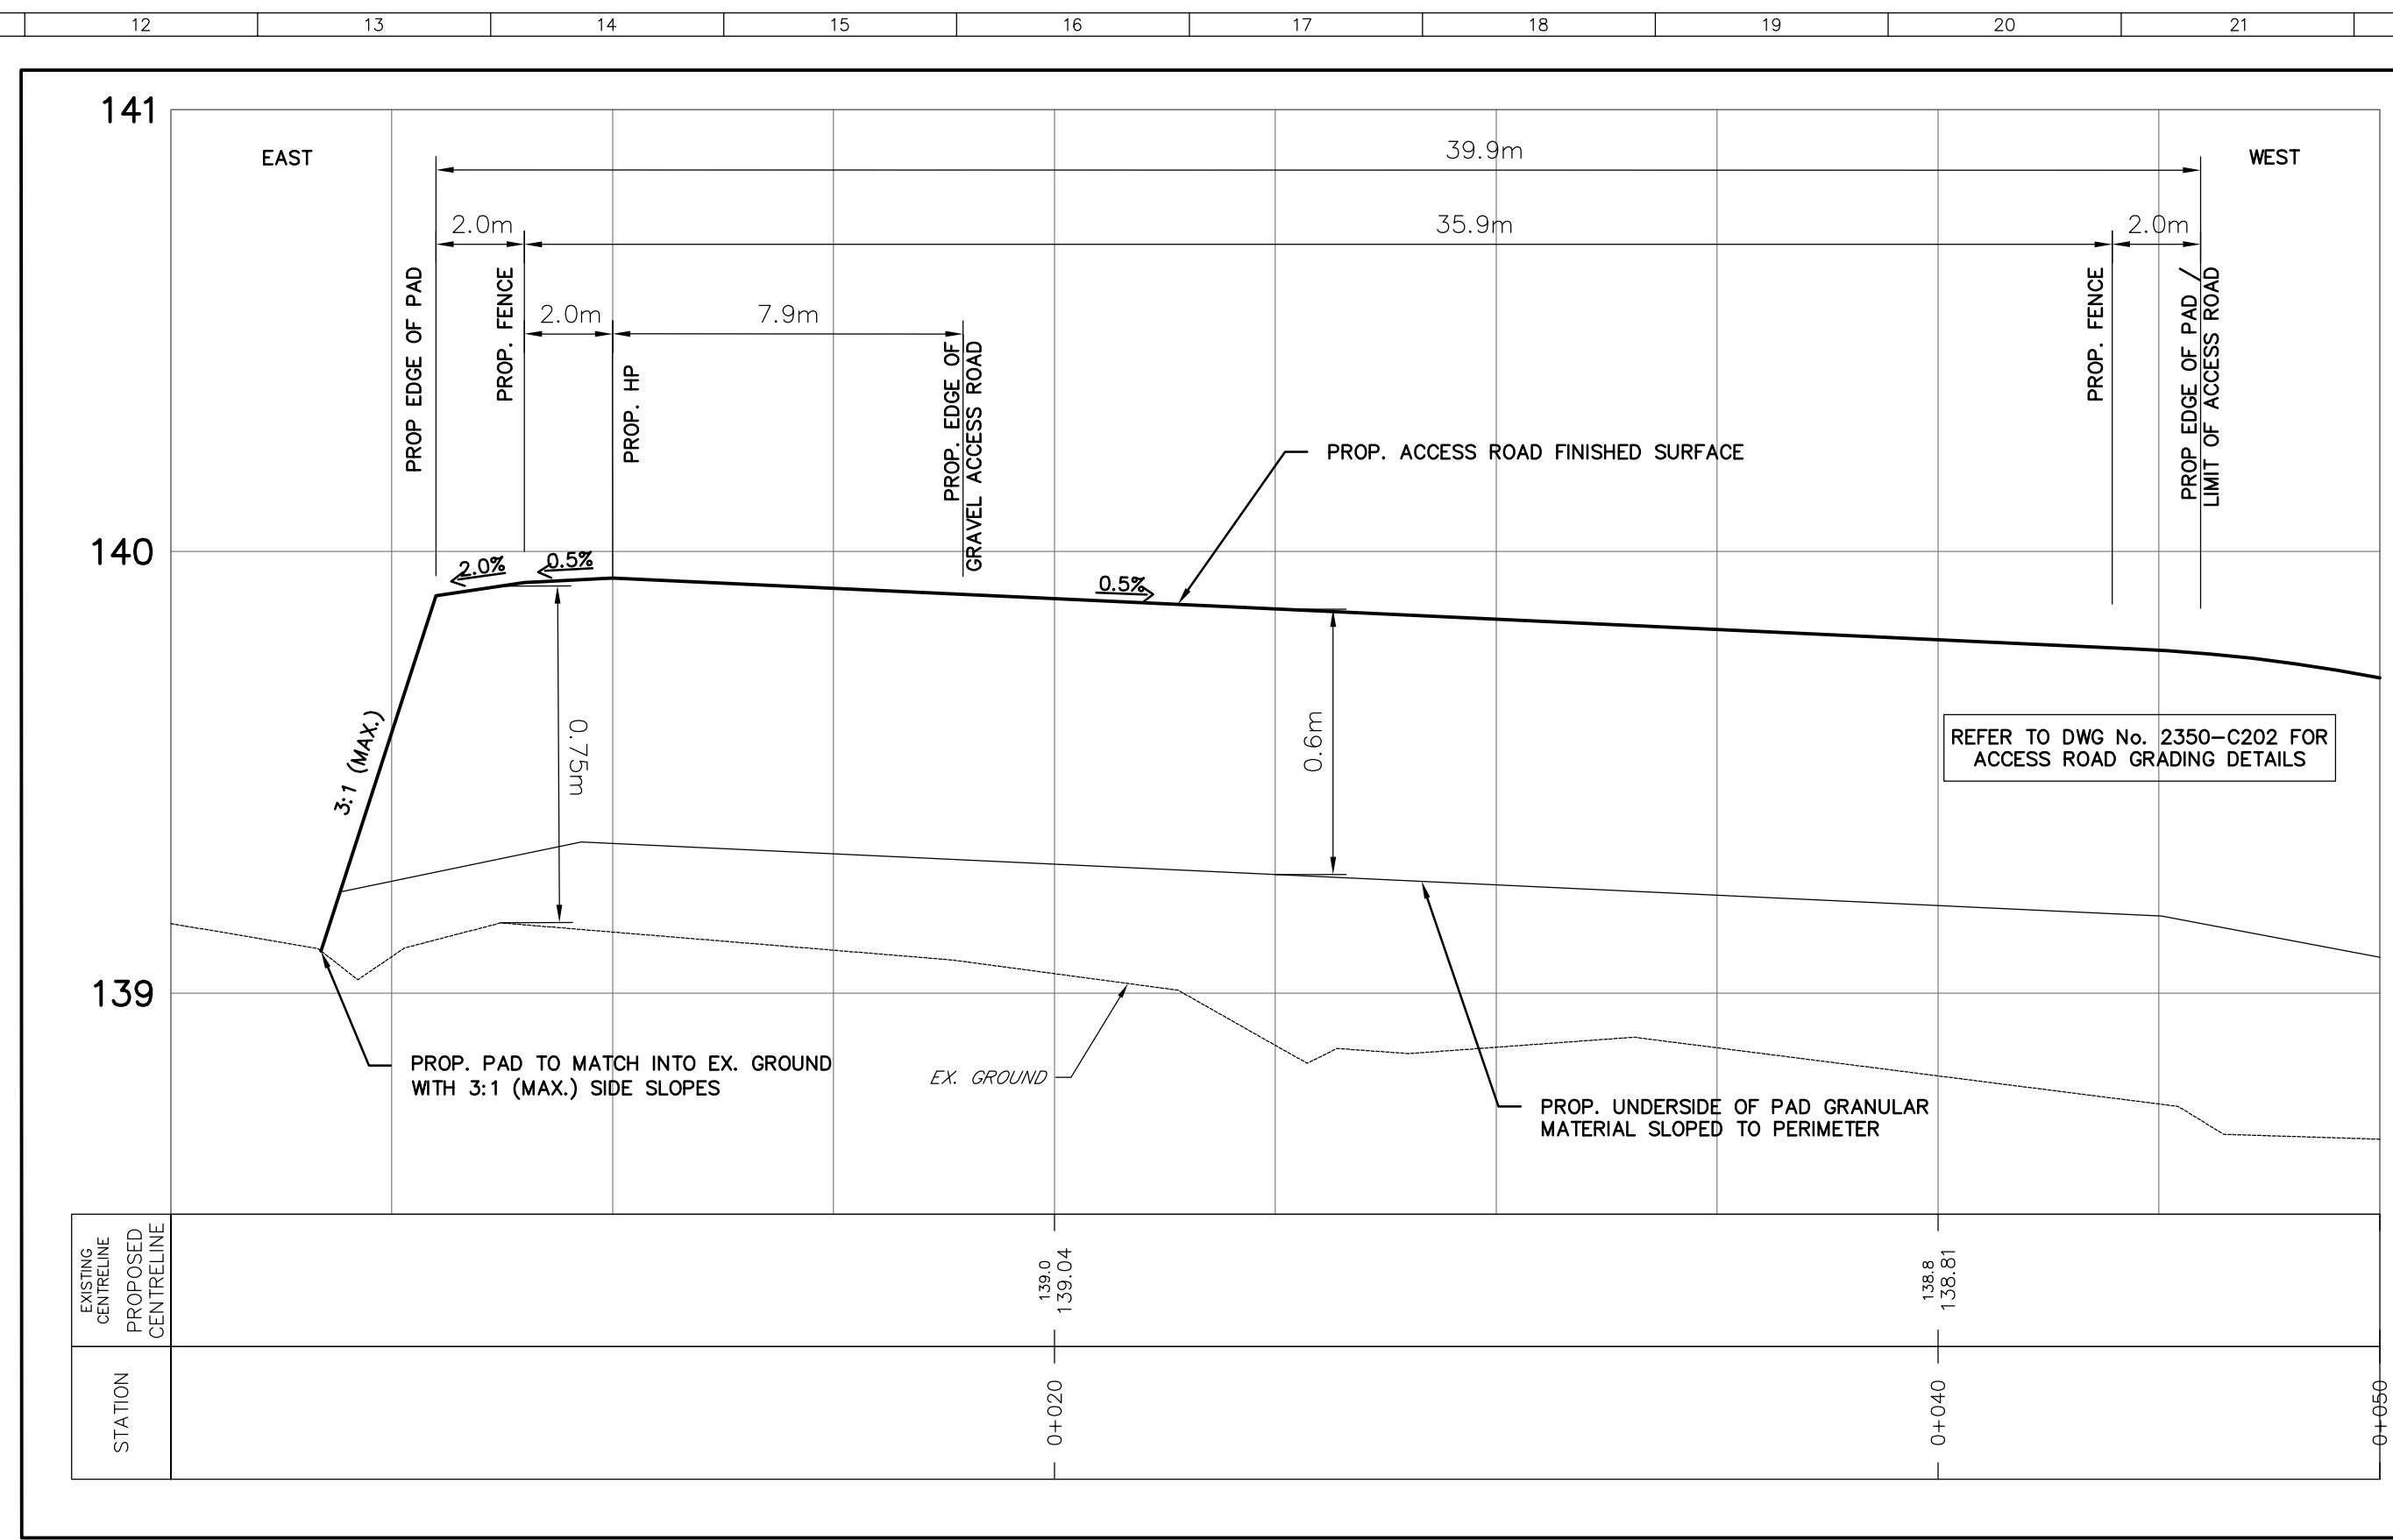 12 13 14 15 16 17 18 19 20 21
141
EAST
39.9m
WEST
2.0m
35.9m
2.0m
PROP EDGE OF PAD
PROP. FENCE
2.0m
7.9m
PROP. HP
PROP. EDGE OF
GRAVEL ACCESS ROAD
PROP. FENCE
PROP EDGE OF PAD /
LIMIT OF ACCESS ROAD
PROP. ACCESS ROAD FINISHED SURFACE
140
2.0%
0.5%
0.5%
3:1 (MAX.)
0.75m
0.6m
REFER TO DWG No. 2350-C202 FOR
ACCESS ROAD GRADING DETAILS
139
PROP. PAD TO MATCH INTO EX. GROUND
WITH 3:1 (MAX.) SIDE SLOPES
EX. GROUND
PROP. UNDERSIDE OF PAD GRANULAR
MATERIAL SLOPED TO PERIMETER
EXISTING
CENTRELINE
PROPOSED
CENTRELINE
139.0
139.04
138.8
138.81
STATION
0+020
0+040
0+050